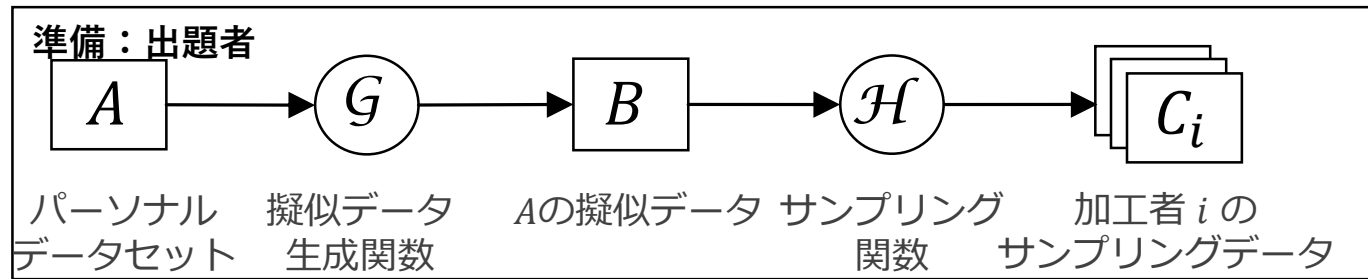 準備：出題者
A
𝒢
B
ℋ
C_i
パーソナル
データセット
擬似データ
生成関数
Aの擬似データ
サンプリング
関数
加工者 i の
サンプリングデータ